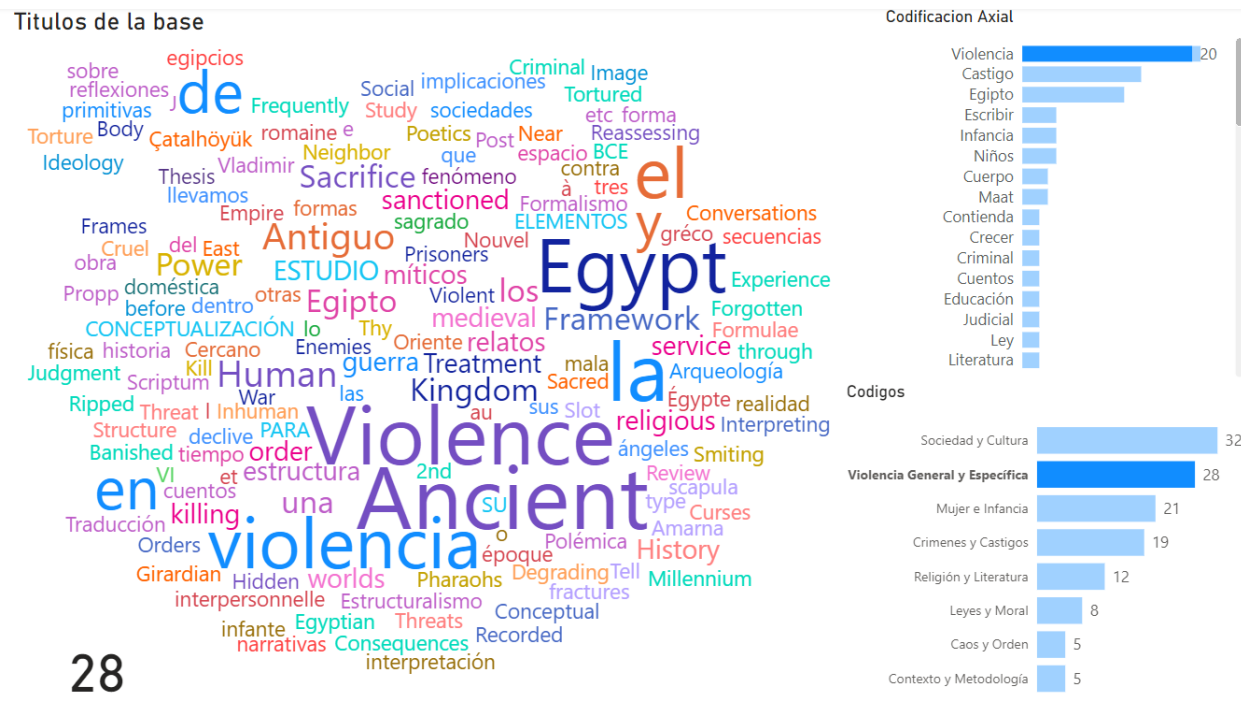 Titulos de la base
egipcios
sobre
reflexiones
J
de
primitivas
Frequently
Social
implicaciones
Criminal
Image
Tortured
Study
sociedades
etc
forma
Torture
Body
Çatalhöyük
romaine
e
Poetics
Post
Near
Reassessing
Ideology
Vladimir
Neighbor
que
espacio
BCE
Thesis
Sacrifice
fenómeno
contra
el
llevamos
sanctioned
à
tres
Formalismo
Empire
formas
sagrado
ELEMENTOS
y
Conversations
Frames
Cruel
del
East
Antiguo
Nouvel
gréco
secuencias
obra
Power
ESTUDIO
míticos
Prisoners
Egypt
Experience
Propp
doméstica
before
dentro
otras
Egipto
Violent
los
Forgotten
CONCEPTUALIZACIÓN
lo
Thy
medieval
Framework
Formulae
física
historia
Cercano
Enemies
Oriente
relatos
service
through
Judgment
Scriptum
Kill
Human
guerra
Treatment
mala
la
Arqueología
War
las
Kingdom
Sacred
Égypte
realidad
Ripped
Threat
I
Inhuman
au
sus
Slot
religious
Interpreting
Structure
declive
PARA
Violence
Banished
tiempo
order
ángeles
Smiting
VI
et
estructura
2nd
Review
en
cuentos
una
Ancient
SU
type
scapula
Traducción
killing
Curses
Orders
violencia
o
Polémica
Amarna
époque
History
Girardian
Hidden
worlds
Pharaohs
Degrading
Tell
Millennium
fractures
interpersonnelle
Estructuralismo
Conceptual
infante
Egyptian
Threats
Recorded
narrativas
Consequences
interpretación
28
Codificacion Axial
Violencia 20
Castigo
Egipto
Escribir
Infancia
Niños
Cuerpo
Maat
Contienda
Crecer
Criminal
Cuentos
Educación
Judicial
Ley
Literatura
Codigos
Sociedad y Cultura 32
Violencia General y Específica 28
Mujer e Infancia 21
Crimenes y Castigos 19
Religión y Literatura 12
Leyes y Moral 8
Caos y Orden 5
Contexto y Metodología 5